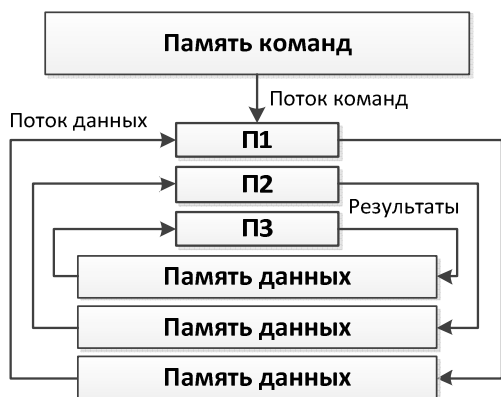 Память команд
Поток команд
Поток данных
П1
П2
Результаты
П3
Память данных
Память данных
Память данных